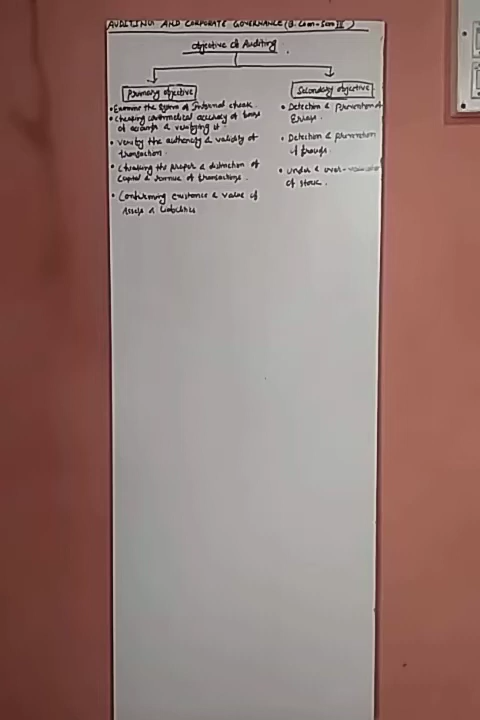 AUDITING AND CORPORATE GOVERNANCE (B.Com-Sem III)
Objective of Auditing
Primary objective
• Examine the System of Internal check.
• Checking arithmetical accuracy of books
of accounts & verifying it
• Verify the authencity & validity of
transaction
• Checking the proper & distinction of
Capital & revenue of transactions.
• Confirming existence & value of
Assets & Liabilities
Secondary objective
• Detection & Prevention of
Errors.
• Detection & prevention
of frauds.
• Under & over-
of stock.